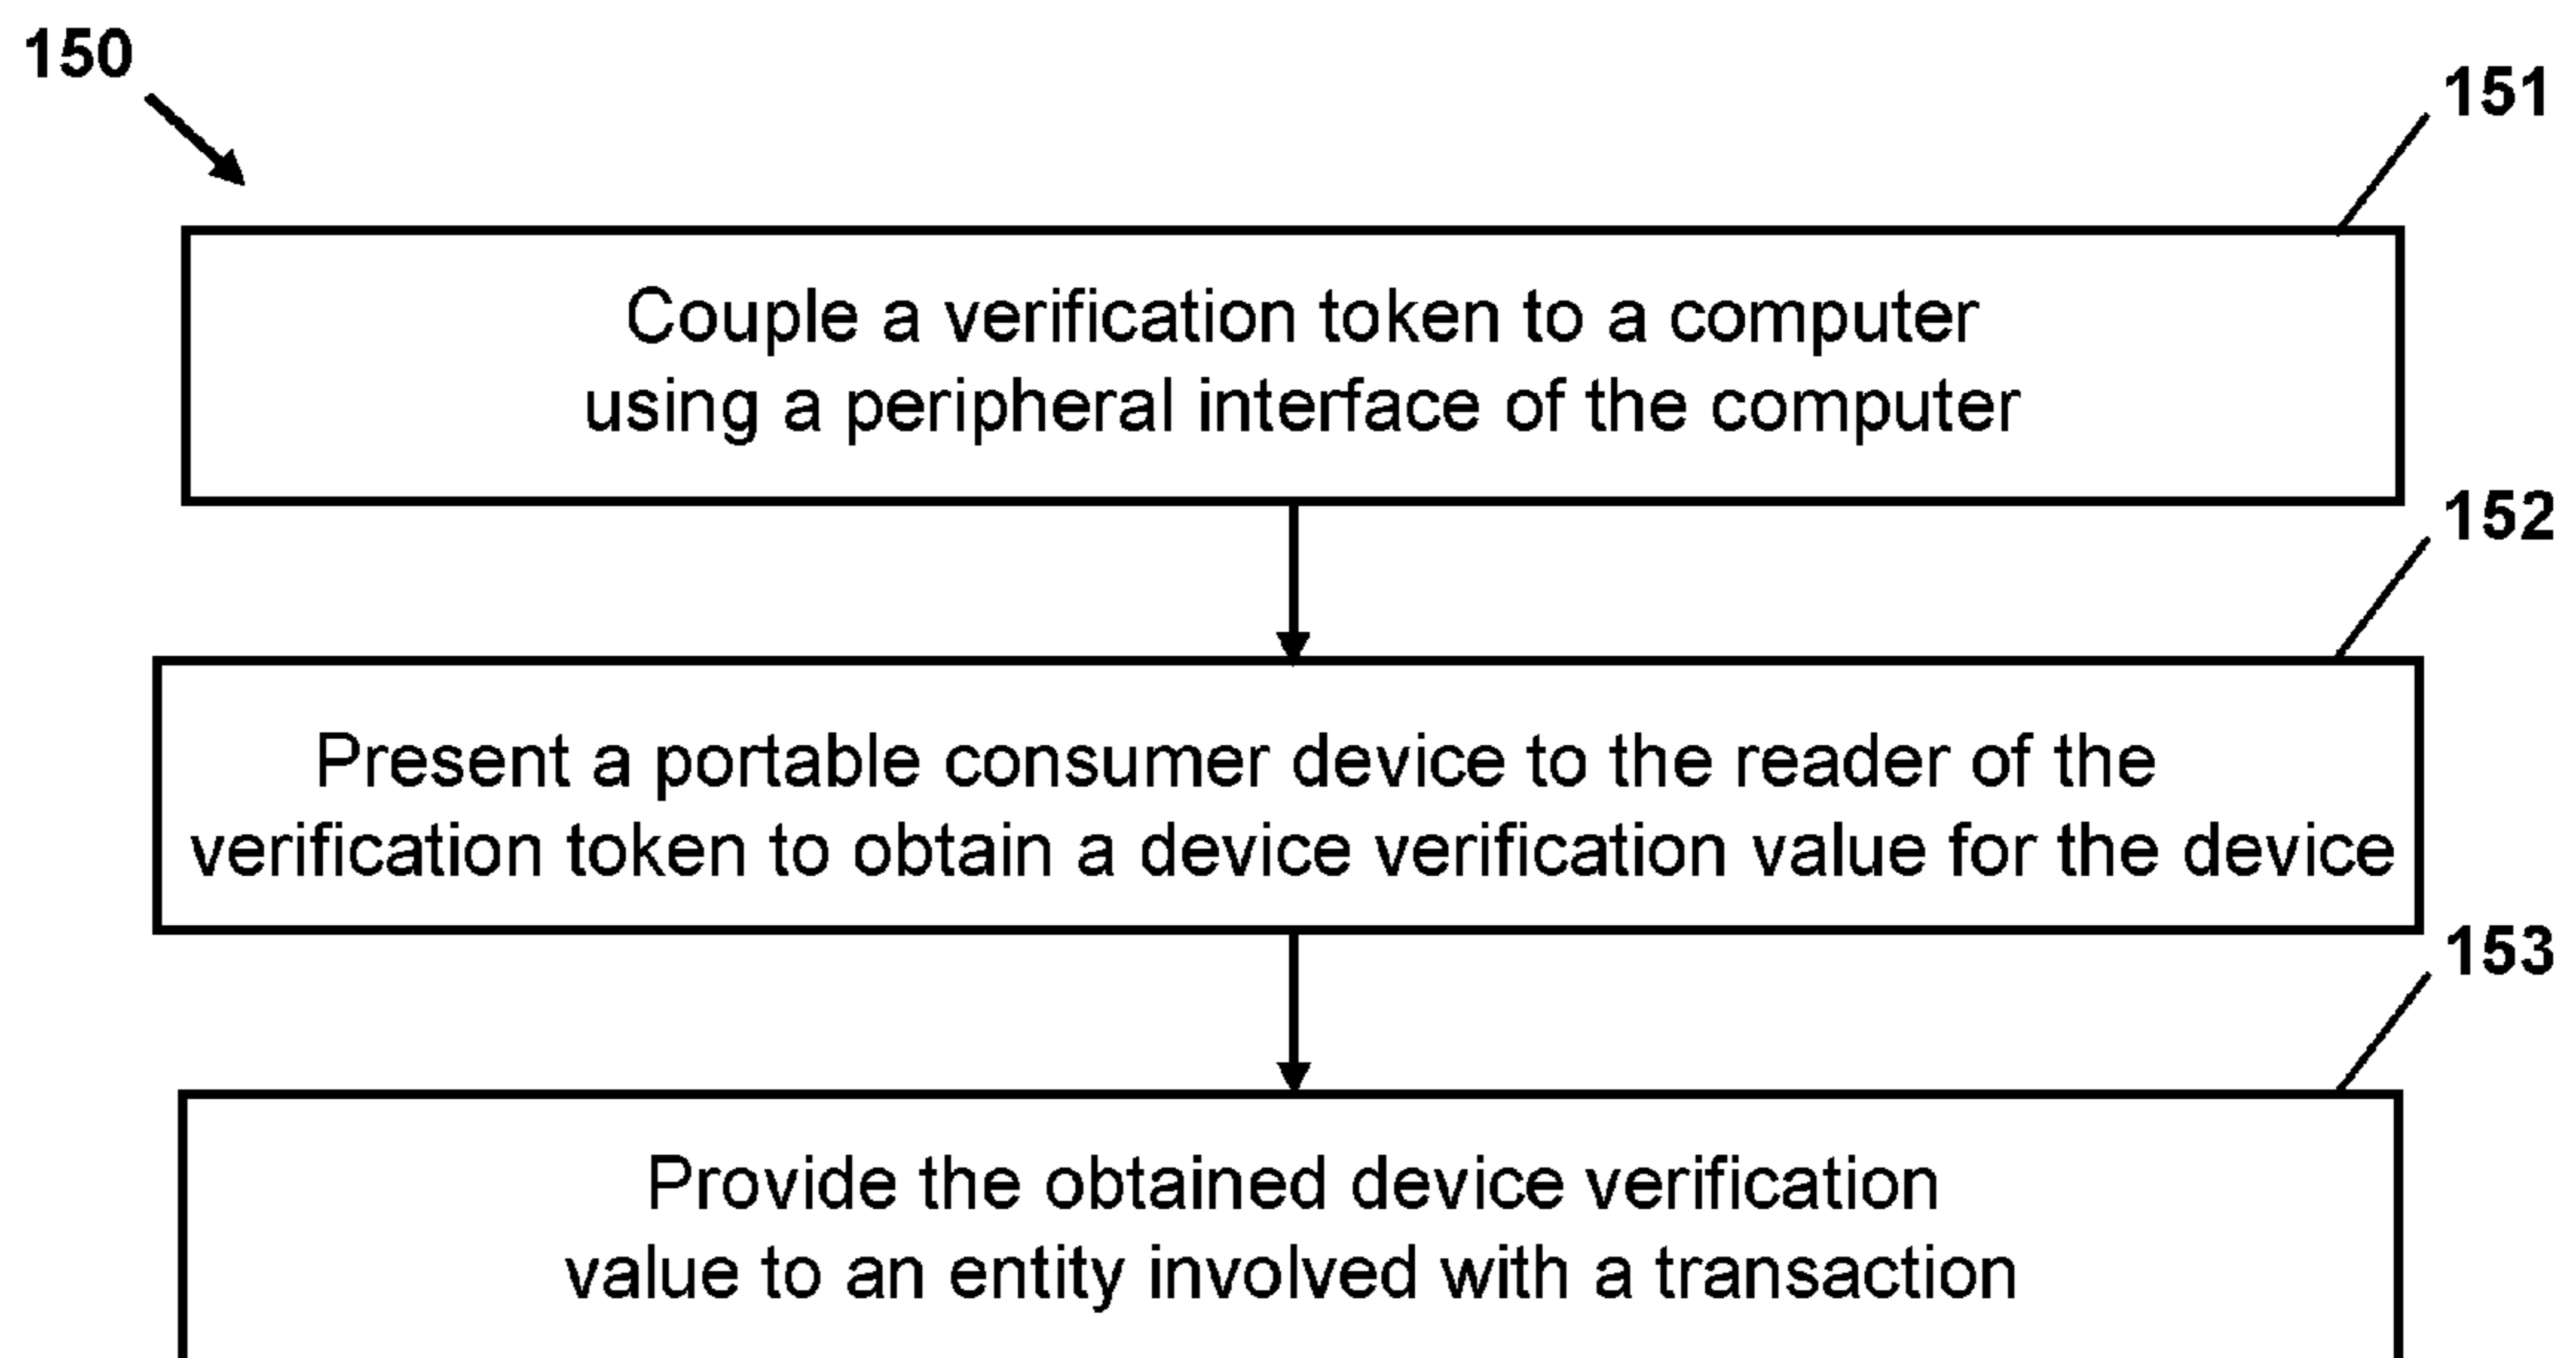 150
151
Couple a verification token to a computer
using a peripheral interface of the computer
152
Present a portable consumer device to the reader of the
verification token to obtain a device verification value for the device
153
Provide the obtained device verification
value to an entity involved with a transaction